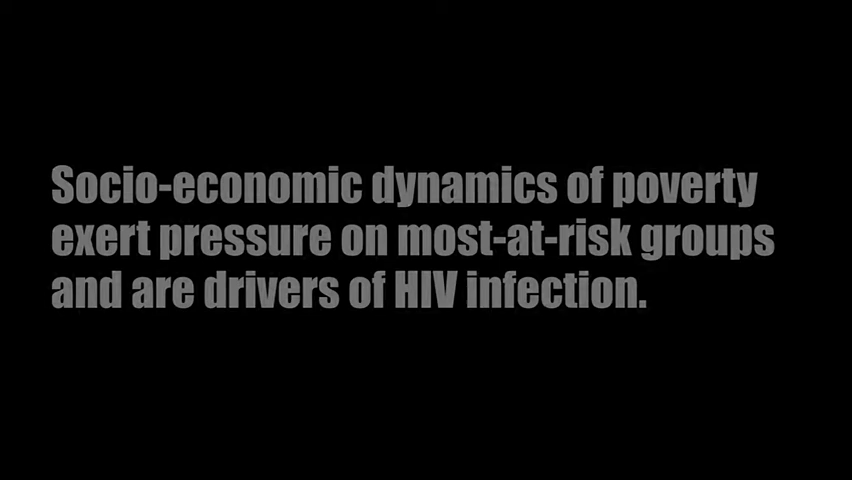 Socio-economic dynamics of poverty
exert pressure on most-at-risk groups
and are drivers of HIV infection.